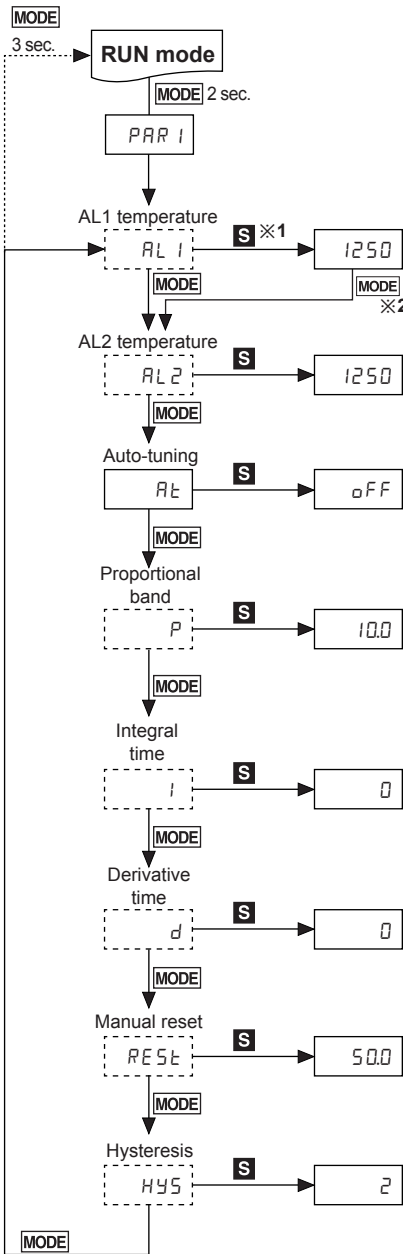 MODE
3 sec.
RUN mode
MODE 2 sec.
PAR1
AL1 temperature
AL1
S ※1
1250
MODE
MODE
※2
AL2 temperature
AL2
S
1250
MODE
Auto-tuning
At
S
oFF
MODE
Proportional
band
P
S
10.0
MODE
Integral
time
I
S
0
MODE
Derivative
time
d
S
0
MODE
Manual reset
RESt
S
50.0
MODE
Hysteresis
HYS
S
2
MODE